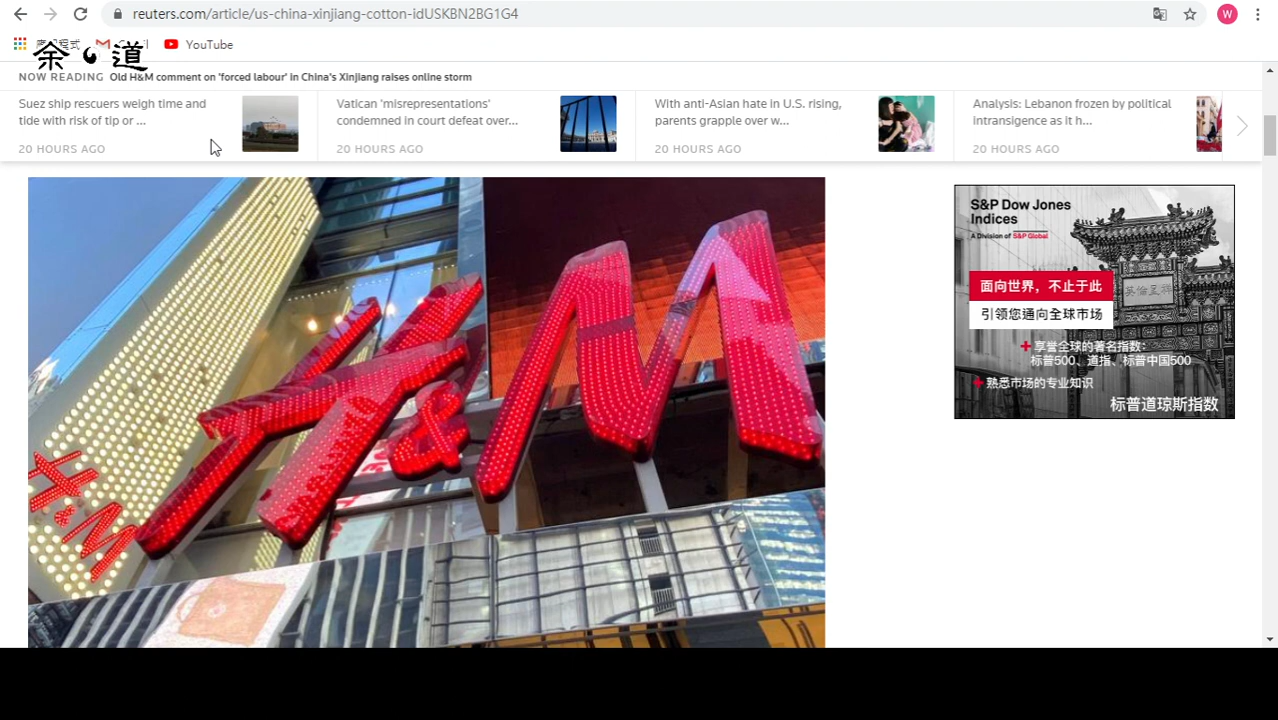 reuters.com/article/us-china-xinjiang-cotton-idUSKBN2BG1G4
W
YouTube
余心道
NOW READING Old H&M comment on 'forced labour' in China's Xinjiang raises online storm
Suez ship rescuers weigh time and
tide with risk of tip or ...
20 HOURS AGO
Vatican 'misrepresentations'
condemned in court defeat over...
20 HOURS AGO
With anti-Asian hate in U.S. rising,
parents grapple over w...
20 HOURS AGO
Analysis: Lebanon frozen by political
intransigence as it h...
20 HOURS AGO
H&M
H&M
S&P Dow Jones
Indices
A Division of S&P Global
面向世界，不止于此
引领您通向全球市场
享誉全球的著名指数：
标普500、道指、标普中国500
熟悉市场的专业知识
标普道琼斯指数